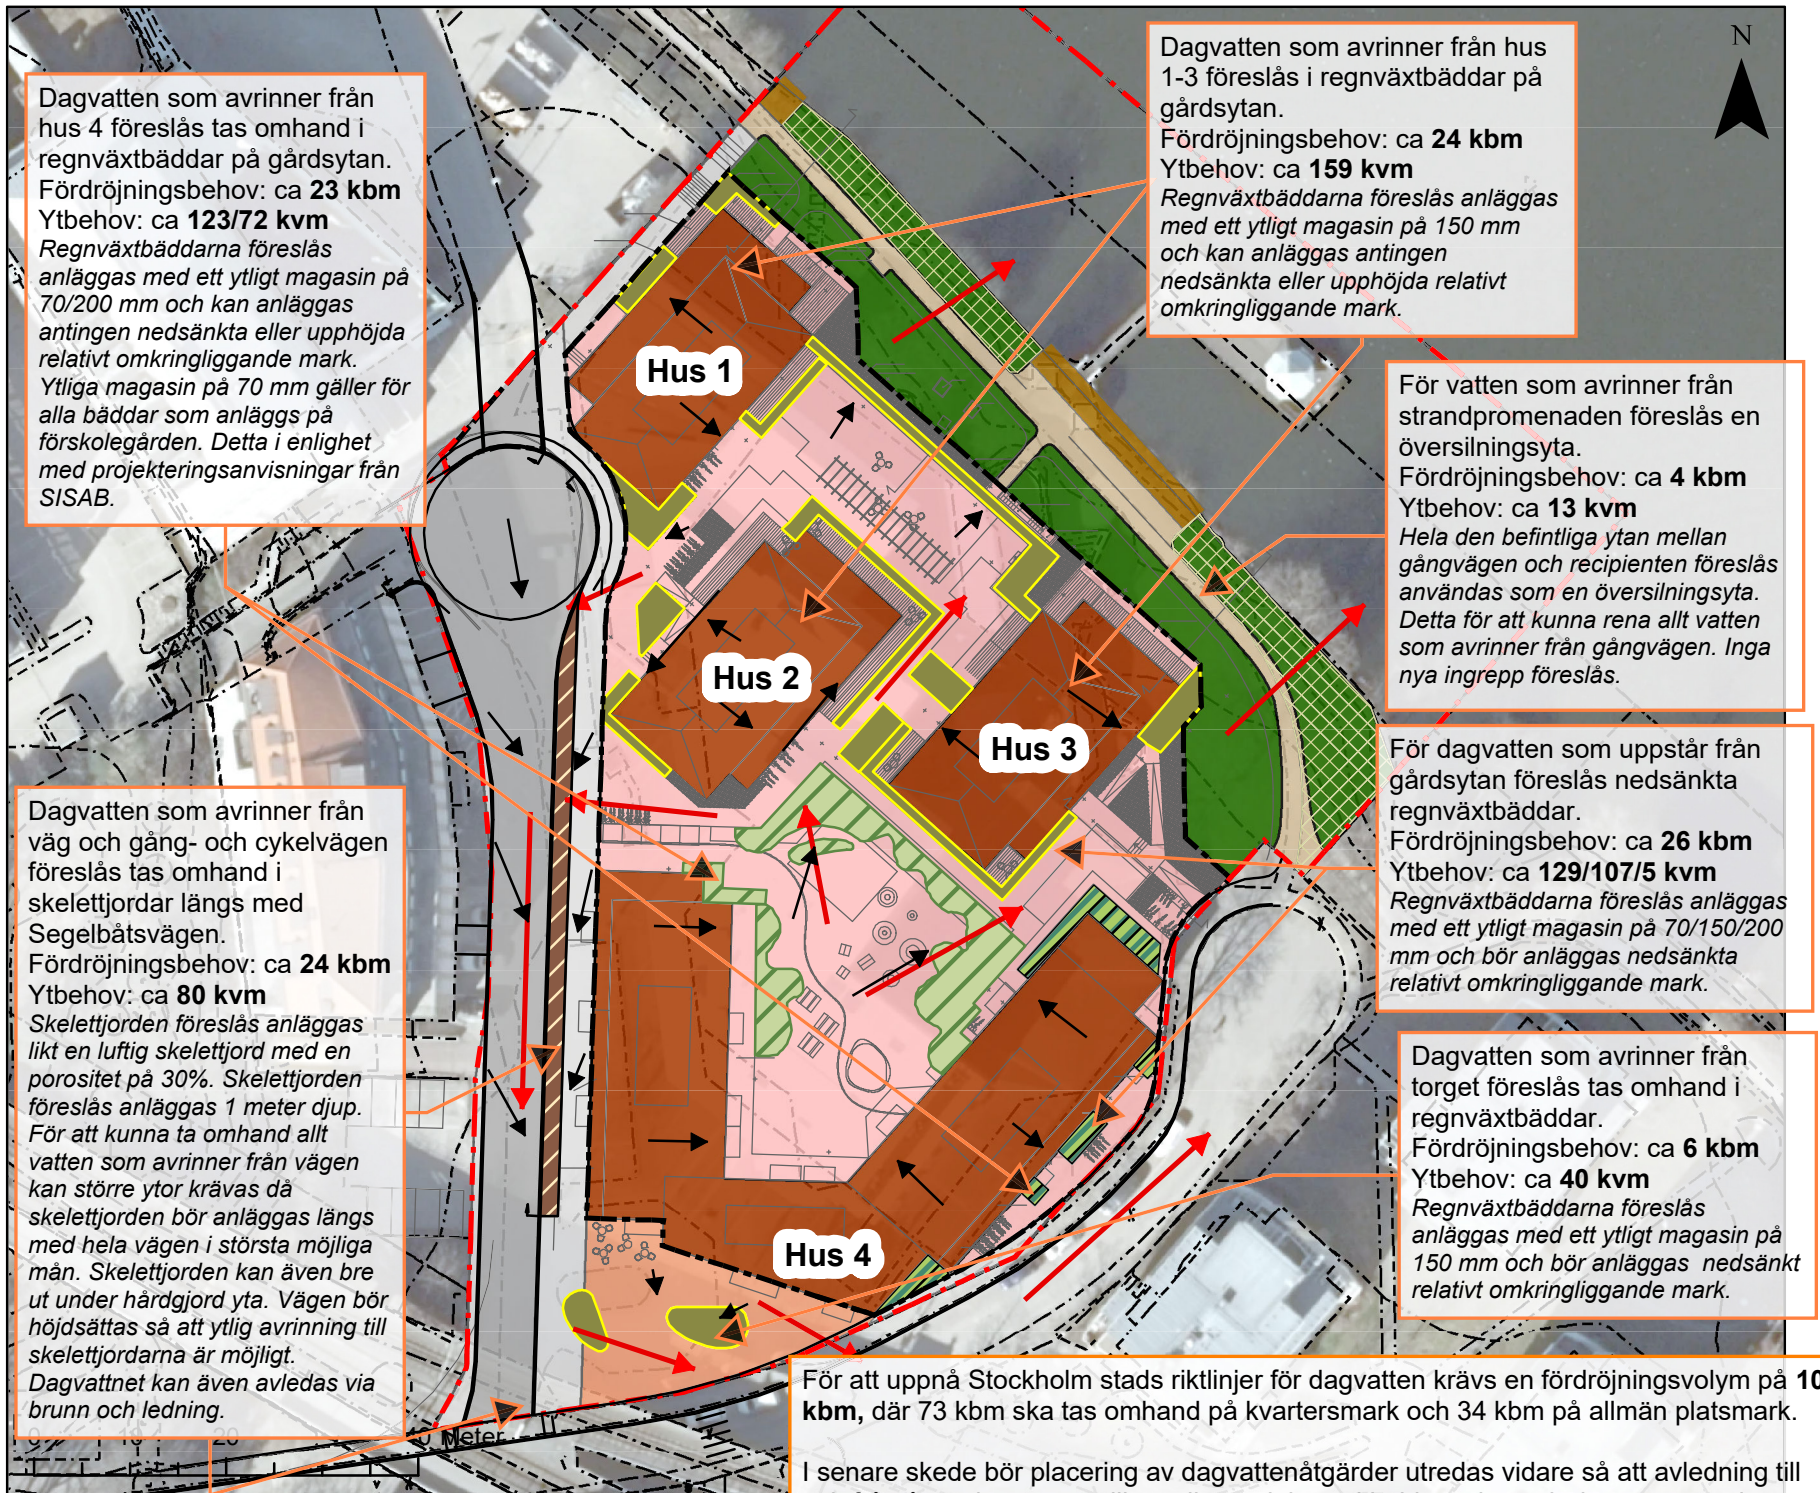 Dagvatten som avrinner från
hus 4 föreslås tas omhand i
regnväxtbäddar på gårdsytan.
Fördröjningsbehov: ca 23 kbm
Ytbehov: ca 123/72 kvm
Regnväxtbäddarna föreslås
anläggas med ett ytligt magasin på
70/200 mm och kan anläggas
antingen nedsänkta eller upphöjda
relativt omkringliggande mark.
Ytliga magasin på 70 mm gäller för
alla bäddar som anläggs på
förskolegården. Detta i enlighet
med projekteringsanvisningar från
SISAB.
Dagvatten som avrinner från hus
1-3 föreslås i regnväxtbäddar på
gårdsytan.
Fördröjningsbehov: ca 24 kbm
Ytbehov: ca 159 kvm
Regnväxtbäddarna föreslås anläggas
med ett ytligt magasin på 150 mm
och kan anläggas antingen
nedsänkta eller upphöjda relativt
omkringliggande mark.
N
För vatten som avrinner från
strandpromenaden föreslås en
översilningsyta.
Fördröjningsbehov: ca 4 kbm
Ytbehov: ca 13 kvm
Hela den befintliga ytan mellan
gångvägen och recipienten föreslås
användas som en översilningsyta.
Detta för att kunna rena allt vatten
som avrinner från gångvägen. Inga
nya ingrepp föreslås.
Hus 1
Hus 2
Hus 3
Hus 4
För dagvatten som uppstår från
gårdsytan föreslås nedsänkta
regnväxtbäddar.
Fördröjningsbehov: ca 26 kbm
Ytbehov: ca 129/107/5 kvm
Regnväxtbäddarna föreslås anläggas
med ett ytligt magasin på 70/150/200
mm och bör anläggas nedsänkta
relativt omkringliggande mark.
Dagvatten som avrinner från
väg och gång- och cykelvägen
föreslås tas omhand i
skelettjordar längs med
Segelbåtsvägen.
Fördröjningsbehov: ca 24 kbm
Ytbehov: ca 80 kvm
Skelettjorden föreslås anläggas
likt en luftig skelettjord med en
porositet på 30%. Skelettjorden
föreslås anläggas 1 meter djup.
För att kunna ta omhand allt
vatten som avrinner från vägen
kan större ytor krävas då
skelettjorden bör anläggas längs
med hela vägen i största möjliga
mån. Skelettjorden kan även bre
ut under hårdgjord yta. Vägen bör
höjdsättas så att ytlig avrinning till
skelettjordarna är möjligt.
Dagvattnet kan även avledas via
brunn och ledning.
Dagvatten som avrinner från
torget föreslås tas omhand i
regnväxtbäddar.
Fördröjningsbehov: ca 6 kbm
Ytbehov: ca 40 kvm
Regnväxtbäddarna föreslås
anläggas med ett ytligt magasin på
150 mm och bör anläggas nedsänkt
relativt omkringliggande mark.
0 10 20 Meter
För att uppnå Stockholm stads riktlinjer för dagvatten krävs en fördröjningsvolym på 10
kbm, där 73 kbm ska tas omhand på kvartersmark och 34 kbm på allmän platsmark.
I senare skede bör placering av dagvattenåtgärder utredas vidare så att avledning till